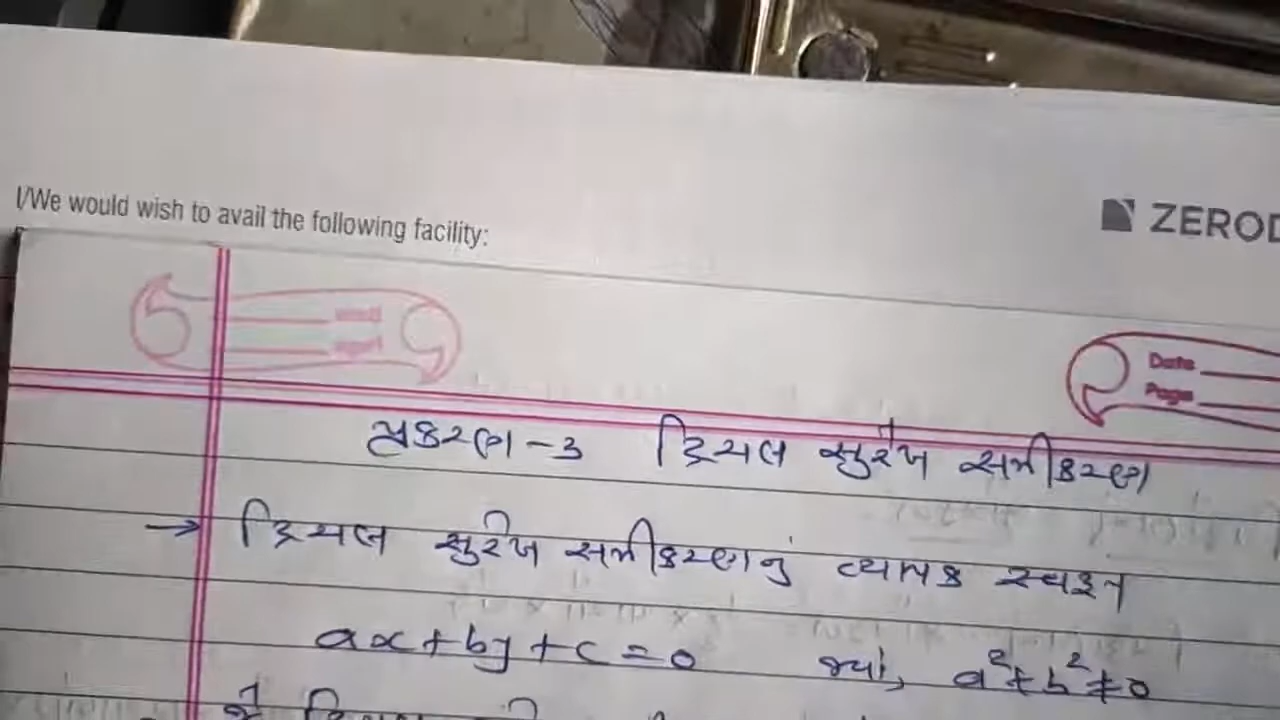 I/We would wish to avail the following facility:
ZEROD
Date
Page
પ્રકરણ-૩ દ્વિચલ સુરેખ સમીકરણ
→ દ્વિચલ સુરેખ સમીકરણનું વ્યાપક સ્વરૂપ
ax+by+c=0 જ્યાં, a²+b²≠0